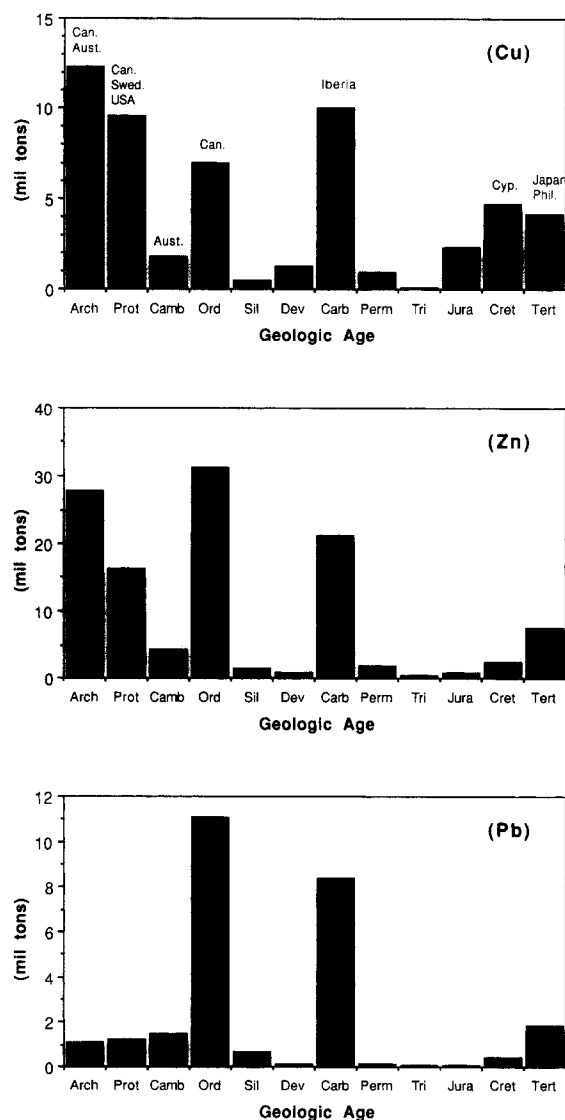 15
Can.
Aust.
(Cu)
Can.
Swed.
USA
Iberia
10
(mil tons)
Can.
Japan
Phil.
Cyp.
5
Aust.
0
Arch Prot Camb Ord Sil Dev Carb Perm Tri Jura Cret Tert
Geologic Age
40
(Zn)
30
(mil tons)
20
10
0
Arch Prot Camb Ord Sil Dev Carb Perm Tri Jura Cret Tert
Geologic Age
12
(Pb)
10
8
(mil tons)
6
4
2
0
Arch Prot Camb Ord Sil Dev Carb Perm Tri Jura Cret Tert
Geologic Age